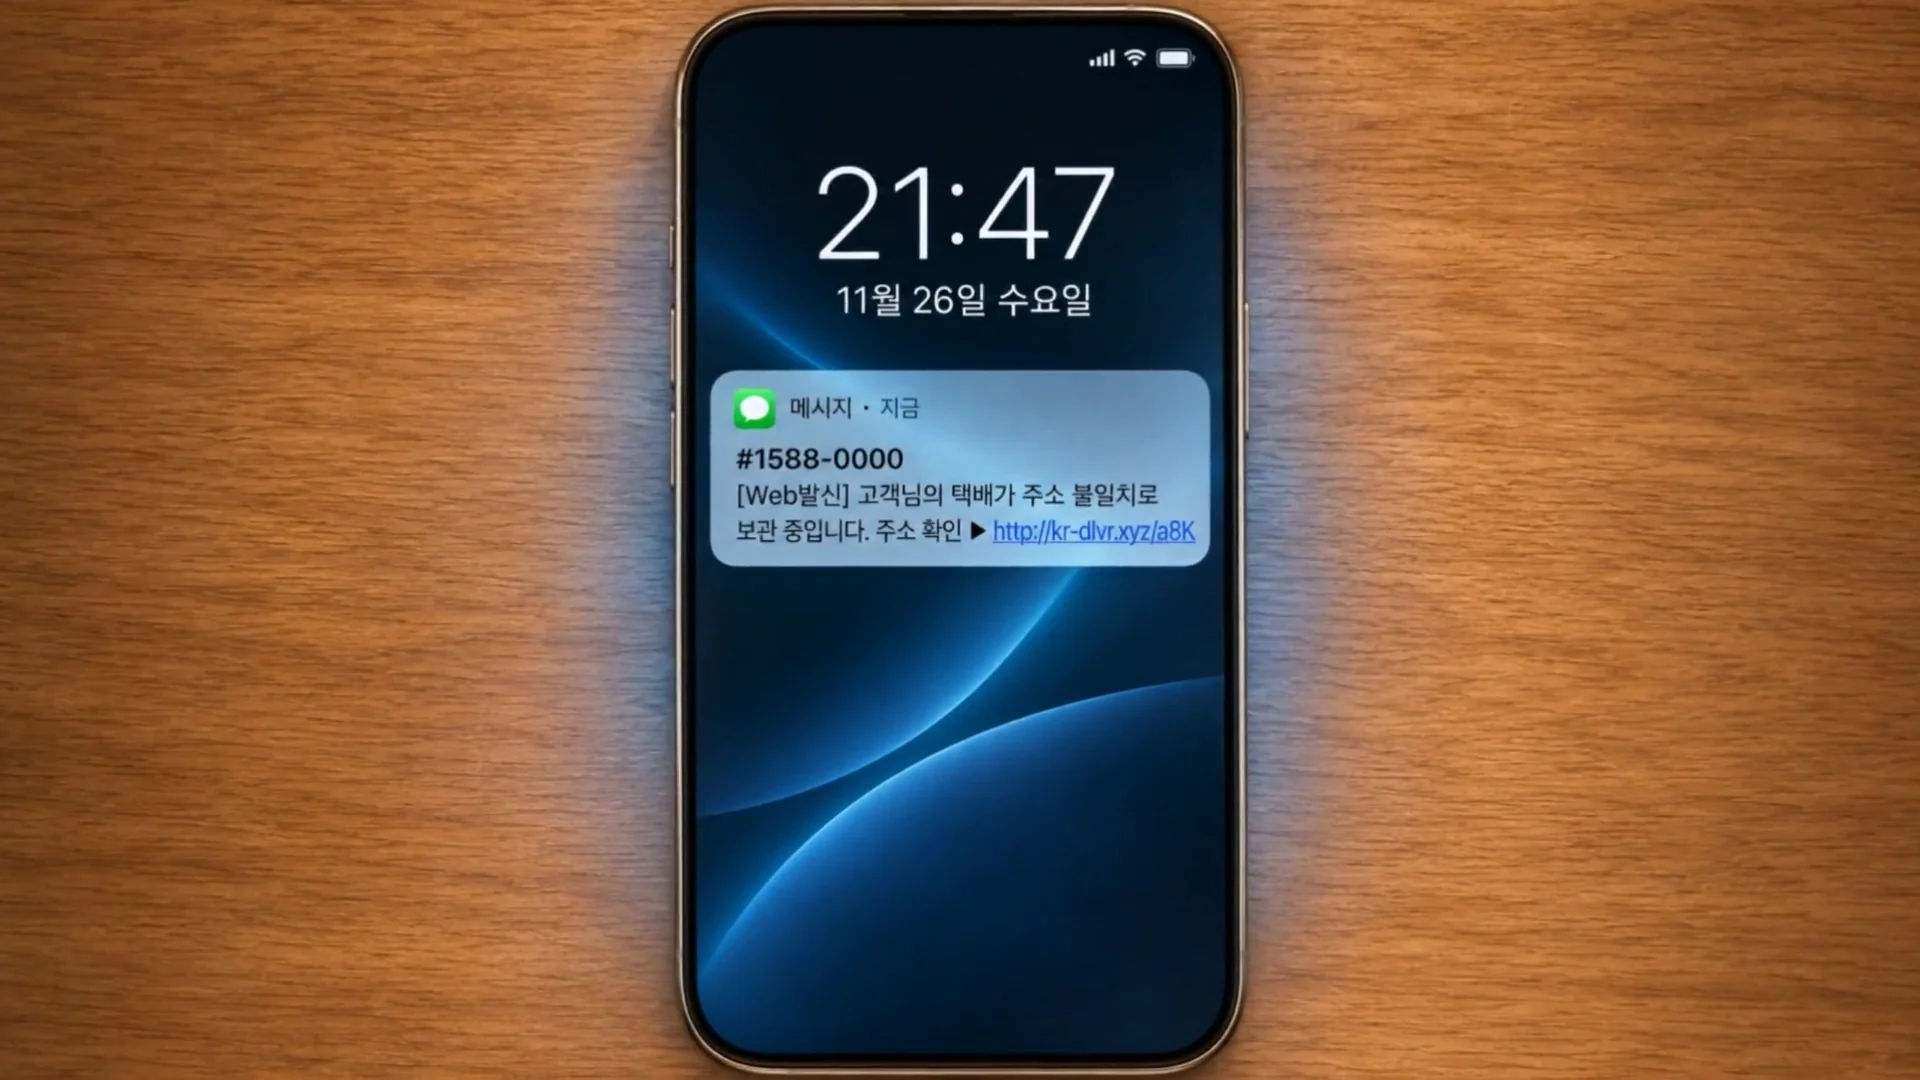 21:47
11월 26일 수요일
메시지 · 지금
#1588-0000
[Web발신] 고객님의 택배가 주소 불일치로
보관 중입니다. 주소 확인 ▶ http://kr-dlvr.xyz/a8K